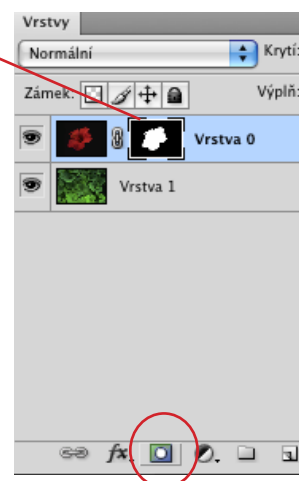 Vrstvy
Normální Krytí:
Zámek: Výplň:
Vrstva 0
Vrstva 1
fx.